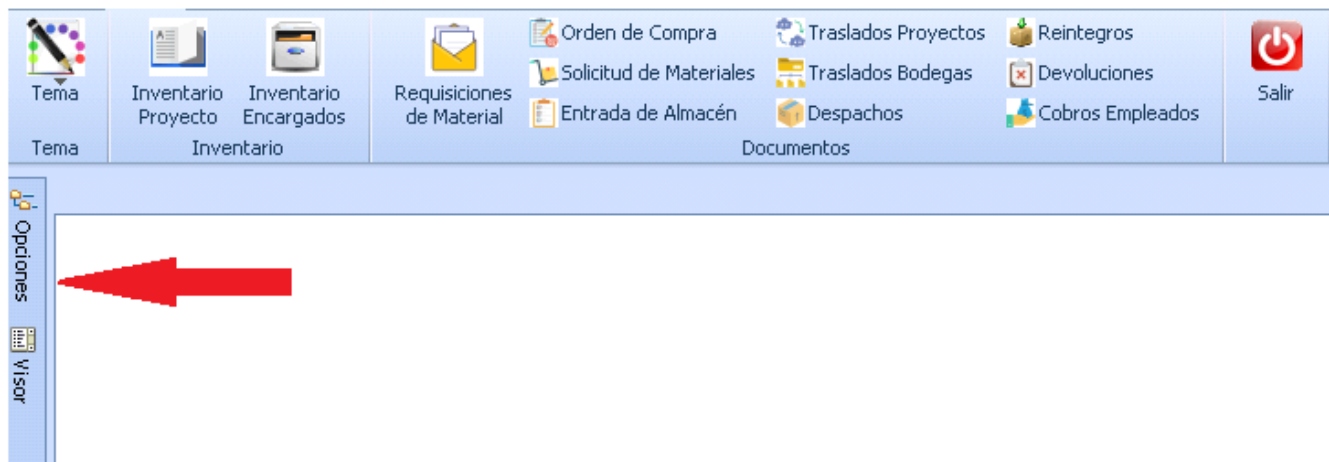 Tema
Tema
Inventario
Proyecto
Inventario
Encargados
Inventario
Requisiciones
de Material
Orden de Compra
Solicitud de Materiales
Entrada de Almacén
Traslados Proyectos
Traslados Bodegas
Despachos
Reintegros
Devoluciones
Cobros Empleados
Documentos
Salir
Opciones
Visor